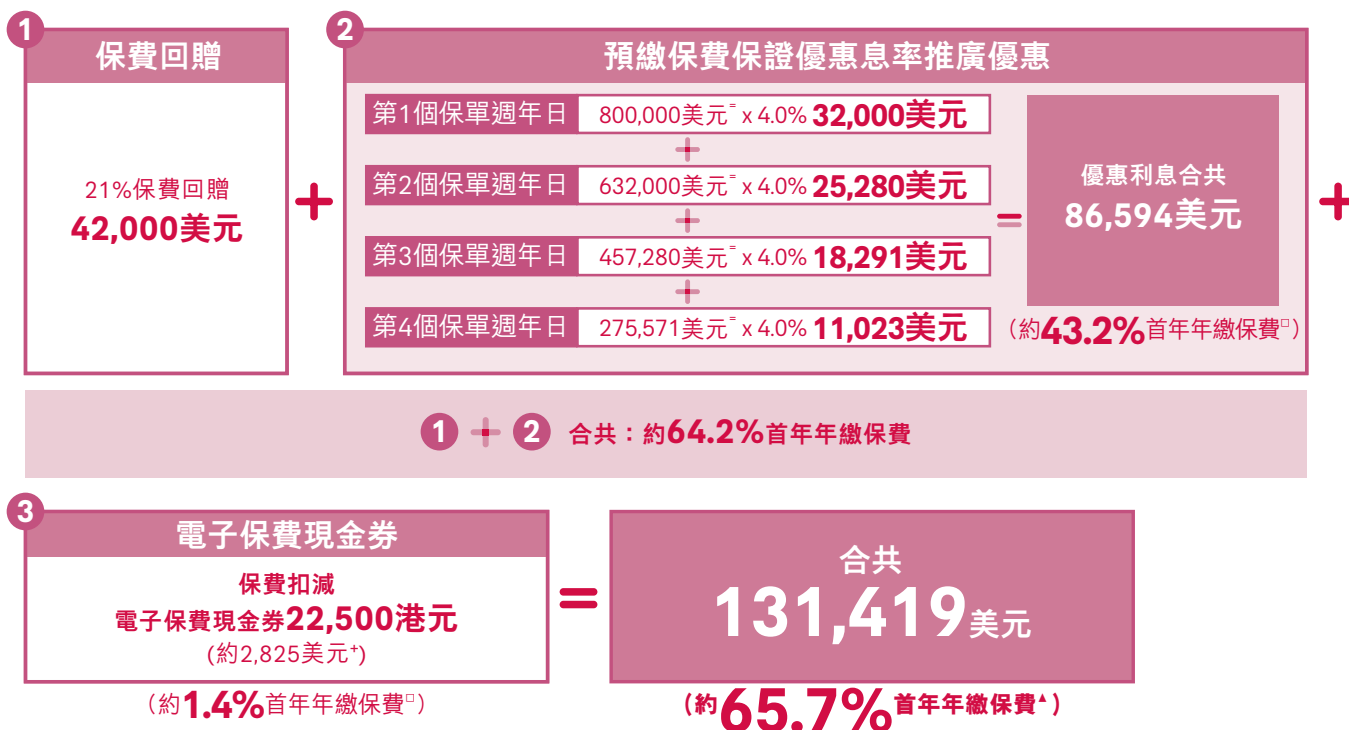 1
保費回贈
21%保費回贈
42,000美元
+
2
預繳保費保證優惠息率推廣優惠
第1個保單週年日 800,000美元⁼ x 4.0% 32,000美元
+
第2個保單週年日 632,000美元⁼ x 4.0% 25,280美元
+
第3個保單週年日 457,280美元⁼ x 4.0% 18,291美元
+
第4個保單週年日 275,571美元⁼ x 4.0% 11,023美元
=
優惠利息合共
86,594美元
(約43.2%首年年繳保費□)
+
1 + 2 合共：約64.2%首年年繳保費
3
電子保費現金券
保費扣減
電子保費現金券22,500港元
(約2,825美元⁺)
(約1.4%首年年繳保費□)
=
合共
131,419美元
(約65.7%首年年繳保費▲)